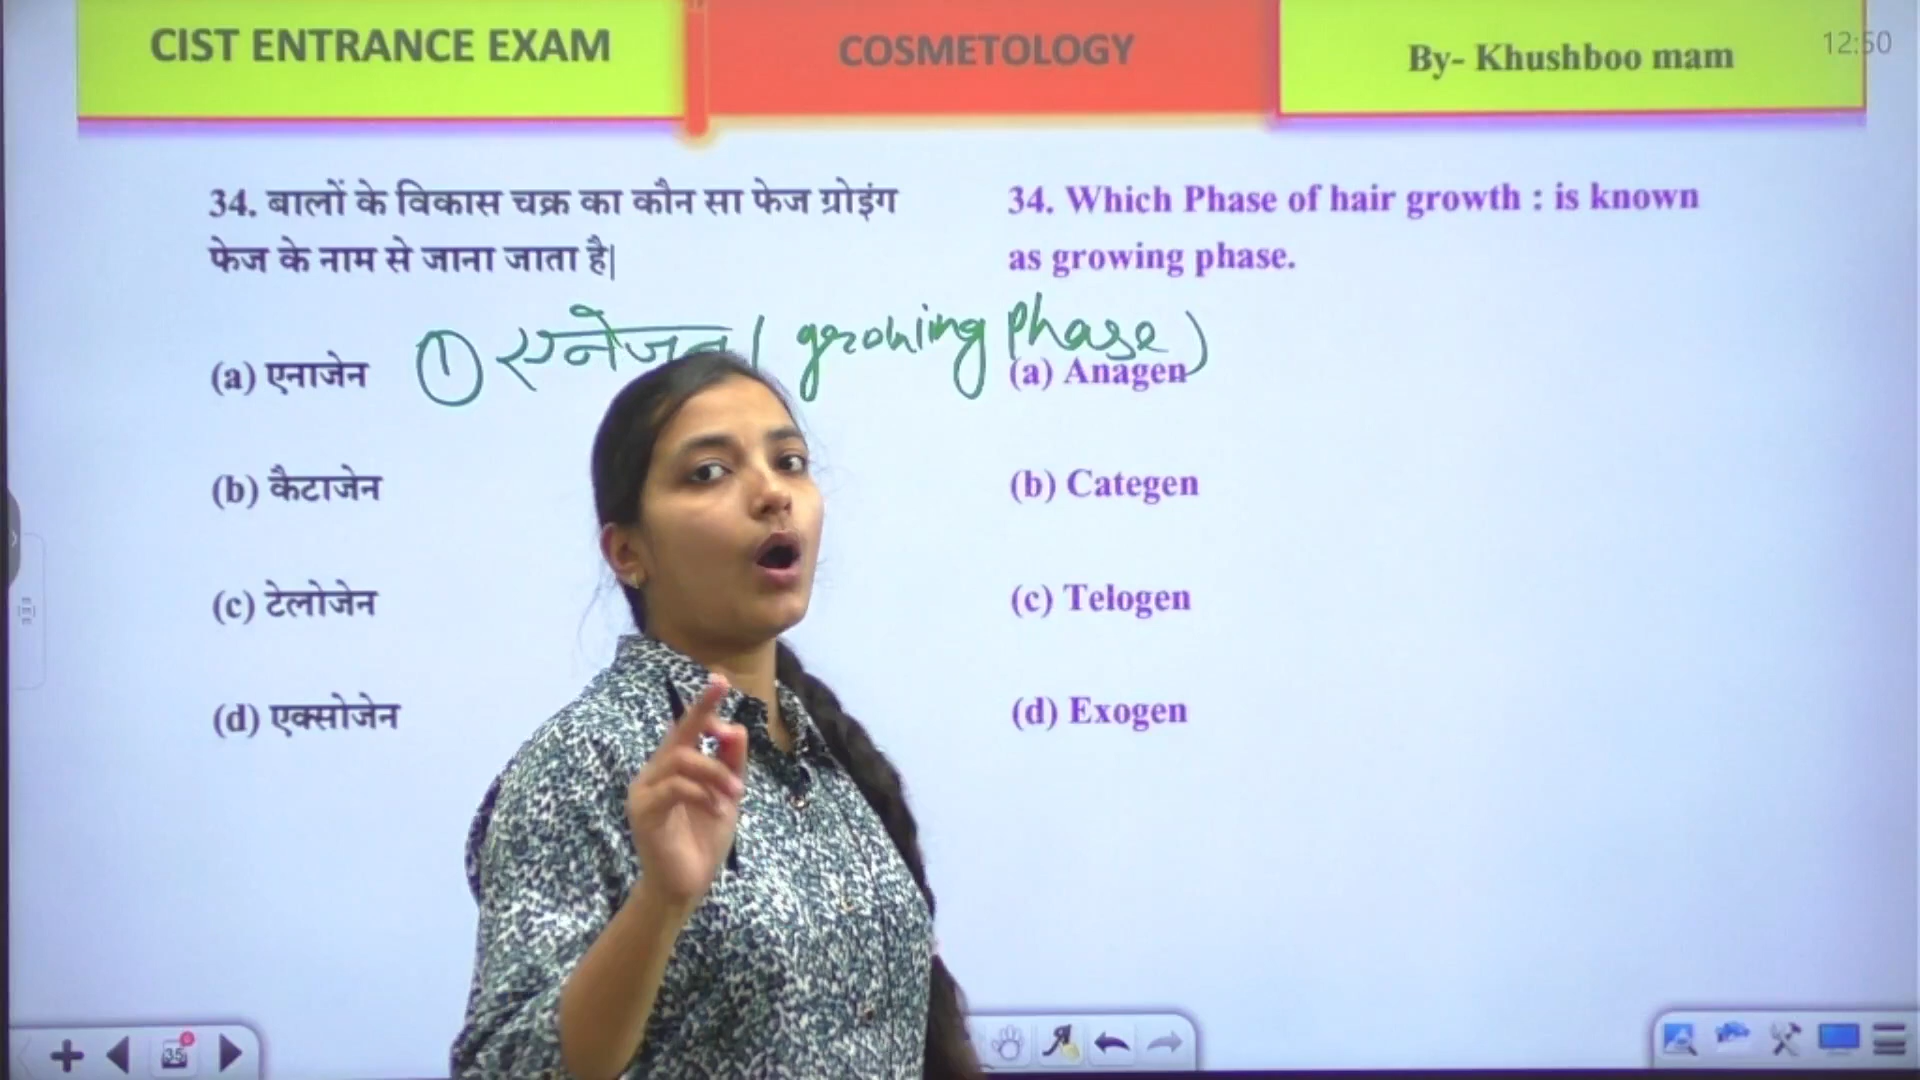 CIST ENTRANCE EXAM
COSMETOLOGY
By- Khushboo mam
12:50
34. बालों के विकास चक्र का कौन सा फेज ग्रोइंग
फेज के नाम से जाना जाता है|
① एनेजन ( growing phase )
(a) एनाजेन
(b) कैटाजेन
(c) टेलोजेन
(d) एक्सोजेन
34. Which Phase of hair growth : is known
as growing phase.
(a) Anagen
(b) Categen
(c) Telogen
(d) Exogen
35